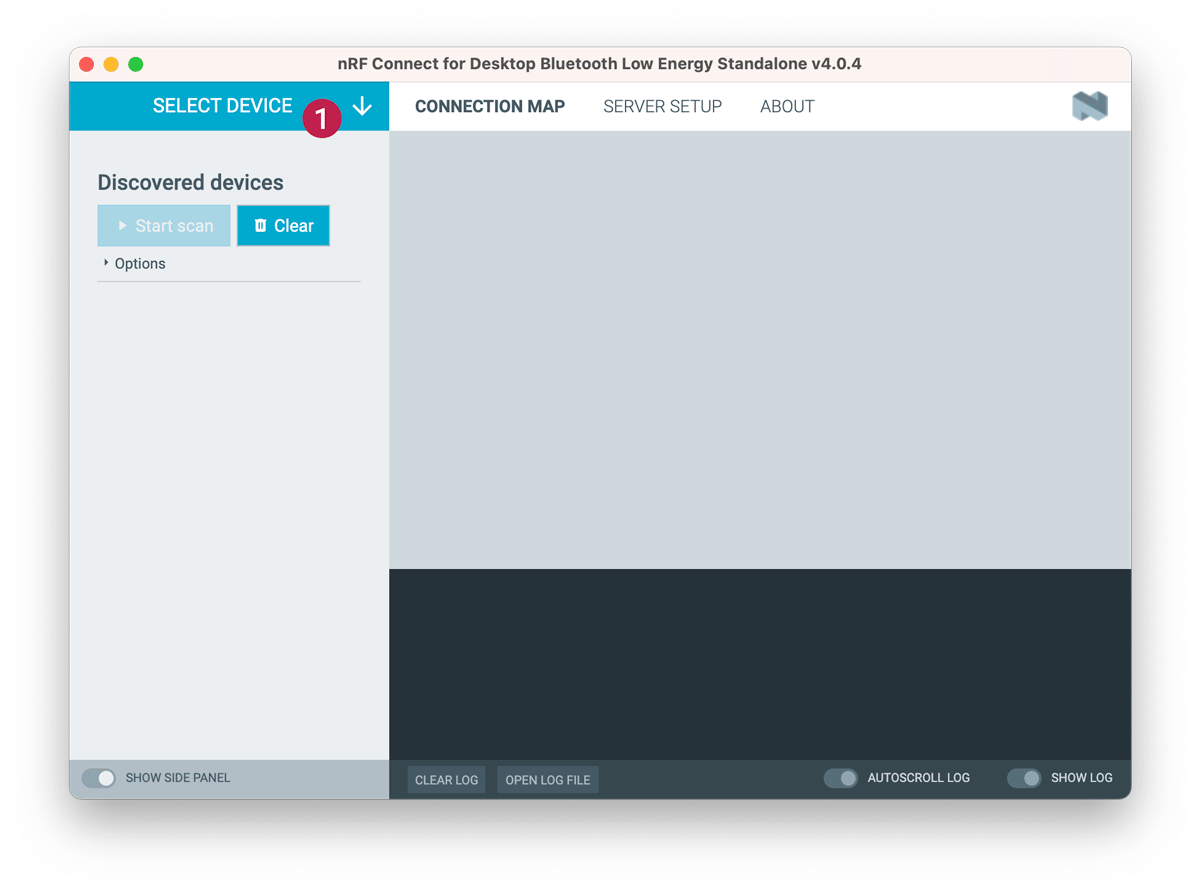 nRF Connect for Desktop Bluetooth Low Energy Standalone v4.0.4
SELECT DEVICE
1
CONNECTION MAP
SERVER SETUP
ABOUT
Discovered devices
Start scan
Clear
Options
SHOW SIDE PANEL
CLEAR LOG
OPEN LOG FILE
AUTOSCROLL LOG
SHOW LOG